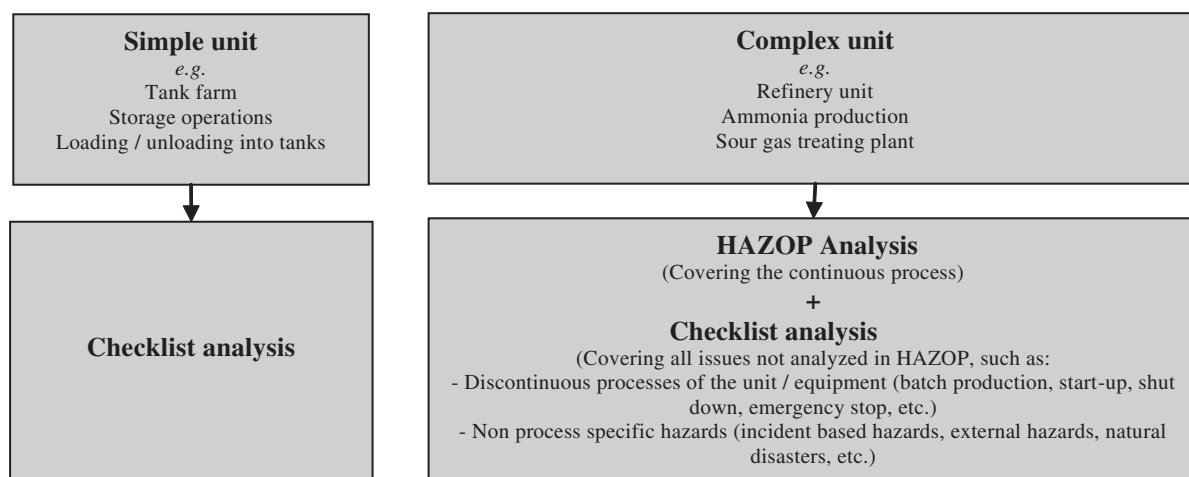 Simple unit
e.g.
Tank farm
Storage operations
Loading / unloading into tanks
Complex unit
e.g.
Refinery unit
Ammonia production
Sour gas treating plant
Checklist analysis
HAZOP Analysis
(Covering the continuous process)
+
Checklist analysis
(Covering all issues not analyzed in HAZOP, such as:
- Discontinuous processes of the unit / equipment (batch production, start-up, shut
down, emergency stop, etc.)
- Non process specific hazards (incident based hazards, external hazards, natural
disasters, etc.)